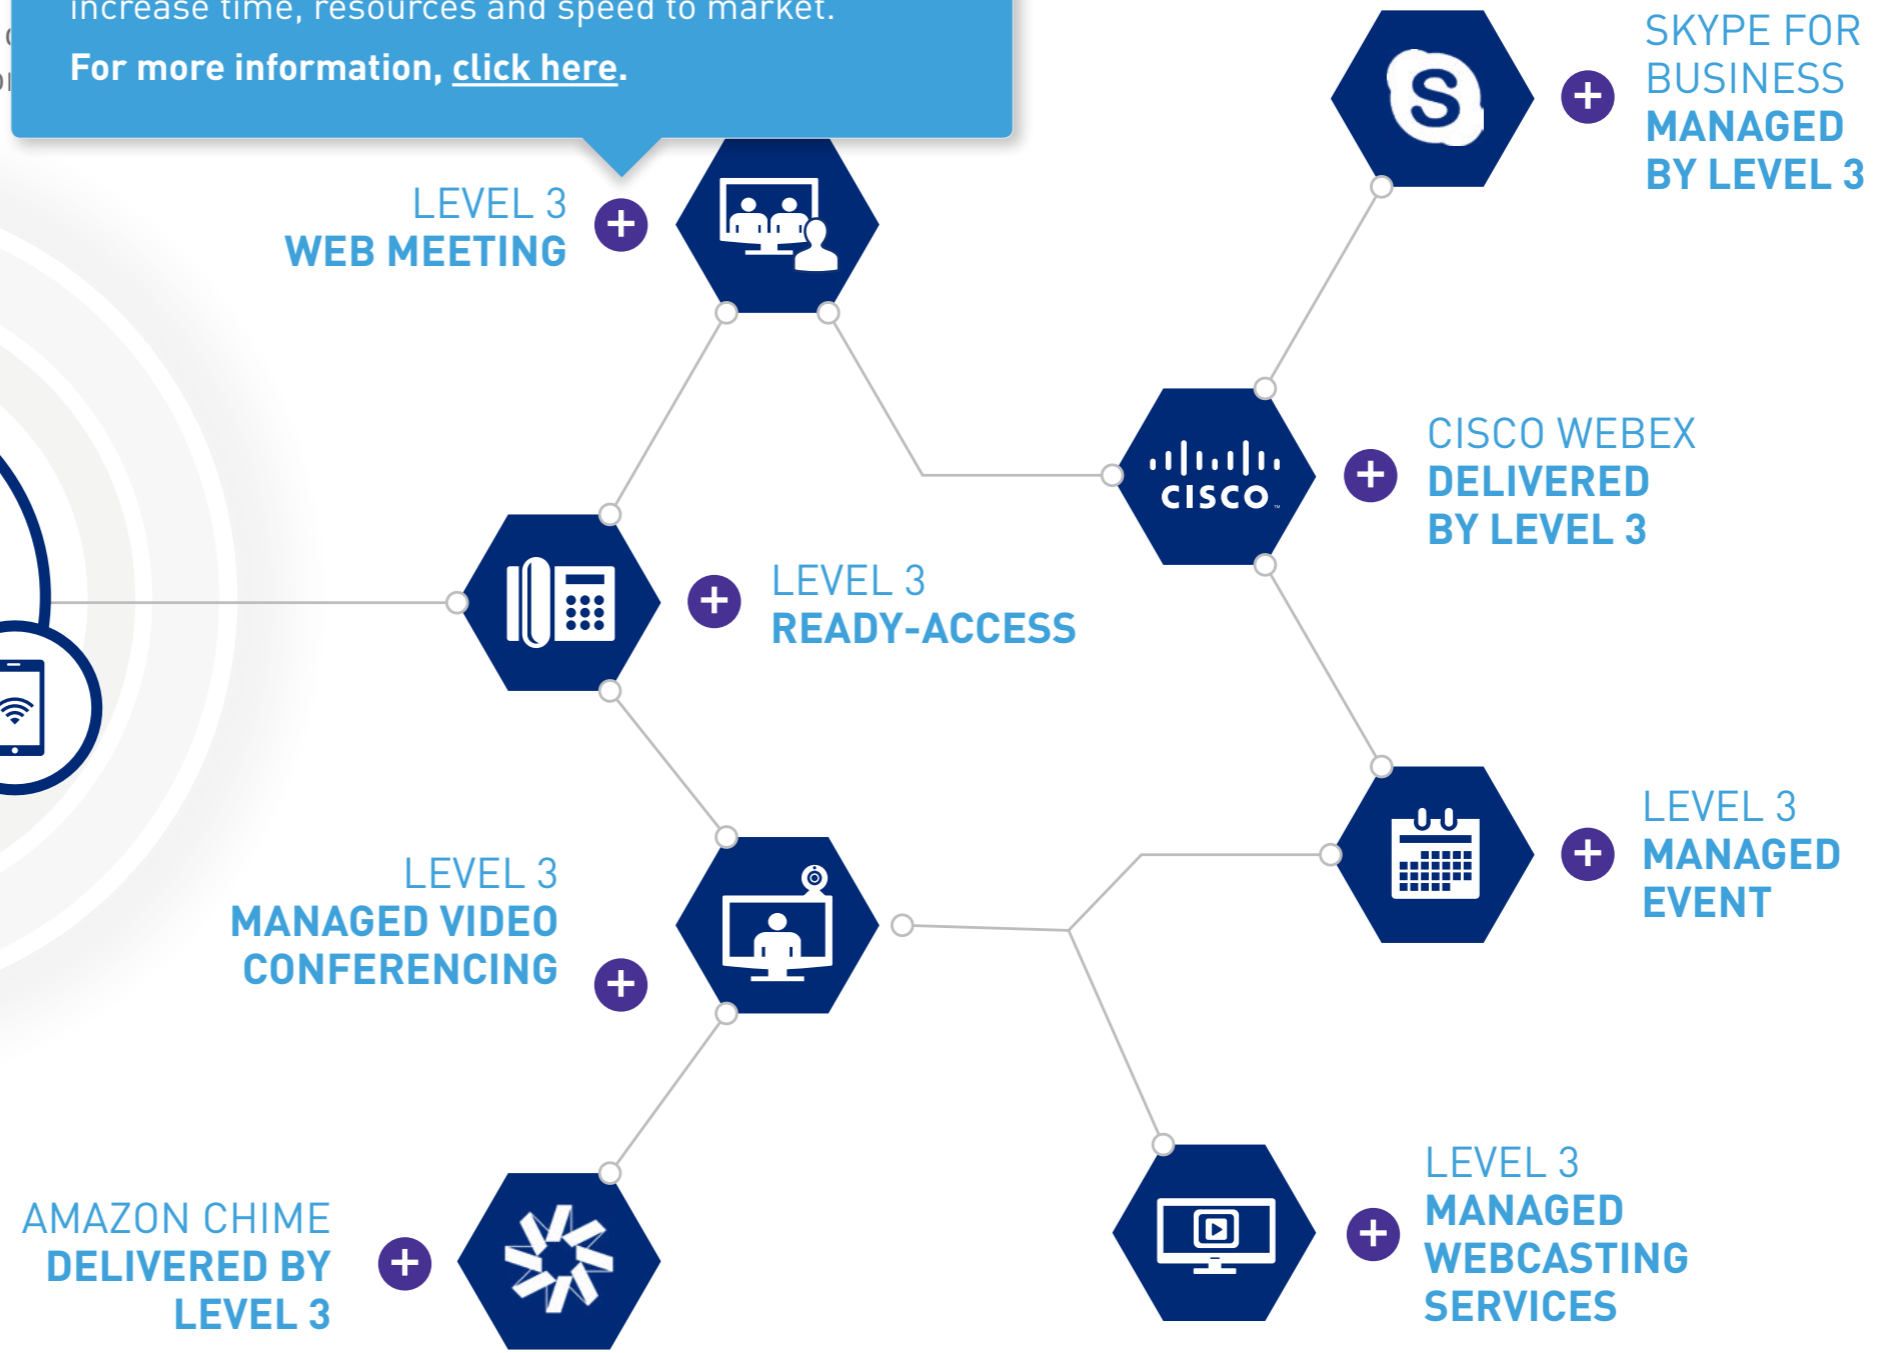 increase time, resources and speed to market.
For more information, click here.
SKYPE FOR
BUSINESS
MANAGED
BY LEVEL 3
LEVEL 3
WEB MEETING
CISCO
CISCO WEBEX
DELIVERED
BY LEVEL 3
LEVEL 3
READY-ACCESS
LEVEL 3
MANAGED
EVENT
LEVEL 3
MANAGED VIDEO
CONFERENCING
LEVEL 3
MANAGED
WEBCASTING
SERVICES
AMAZON CHIME
DELIVERED BY
LEVEL 3